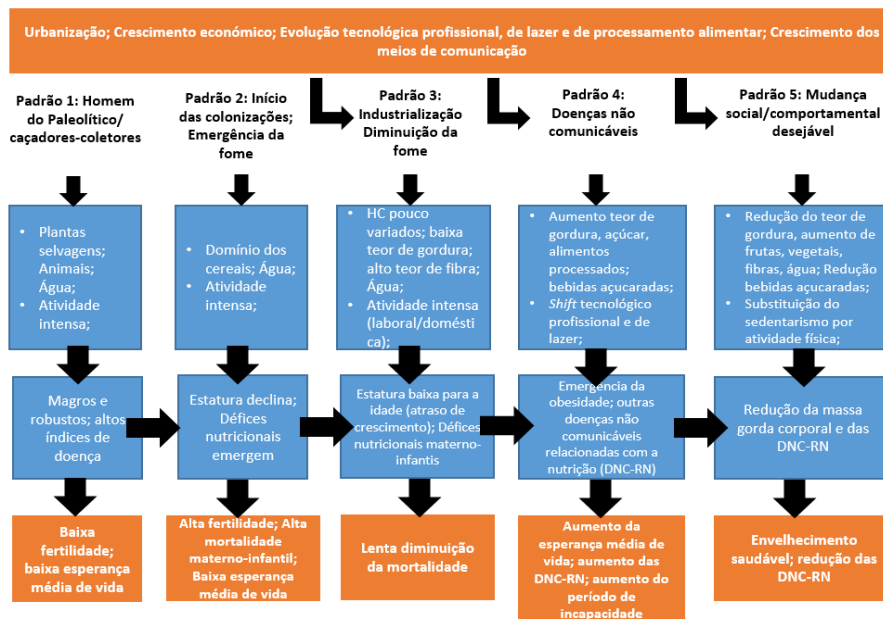 Urbanização; Crescimento económico; Evolução tecnológica profissional, de lazer e de processamento alimentar; Crescimento dos
meios de comunicação
Padrão 1: Homem
do Paleolítico/
caçadores-coletores
Padrão 2: Início
das colonizações;
Emergência da
fome
Padrão 3:
Industrialização
Diminuição da
fome
Padrão 4:
Doenças não
comunicáveis
Padrão 5: Mudança
social/comportamental
desejável
• Plantas
selvagens;
Animais;
Água;
• Atividade
intensa;
• Domínio dos
cereais; Água;
• Atividade
intensa;
• HC pouco
variados; baixa
teor de gordura;
alto teor de fibra;
Água;
• Atividade intensa
(laboral/domésti
ca);
• Aumento teor de
gordura, açúcar,
alimentos
processados;
bebidas açucaradas;
• Shift tecnológico
profissional e de
lazer;
• Redução do teor de
gordura, aumento de
frutas, vegetais,
fibras, água; Redução
bebidas açucaradas;
• Substituição do
sedentarismo por
atividade física;
Magros e
robustos; altos
índices de
doença
Estatura declina;
Défices
nutricionais
emergem
Estatura baixa para a
idade (atraso de
crescimento); Défices
nutricionais materno-
infantis
Emergência da
obesidade; outras
doenças não
comunicáveis
relacionadas com a
nutrição (DNC-RN)
Redução da massa
gorda corporal e das
DNC-RN
Baixa
fertilidade;
baixa esperança
média de vida
Alta fertilidade; Alta
mortalidade
materno-infantil;
Baixa esperança
média de vida
Lenta diminuição
da mortalidade
Aumento da
esperança média de
vida; aumento das
DNC-RN; aumento do
período de
incapacidade
Envelhecimento
saudável; redução das
DNC-RN